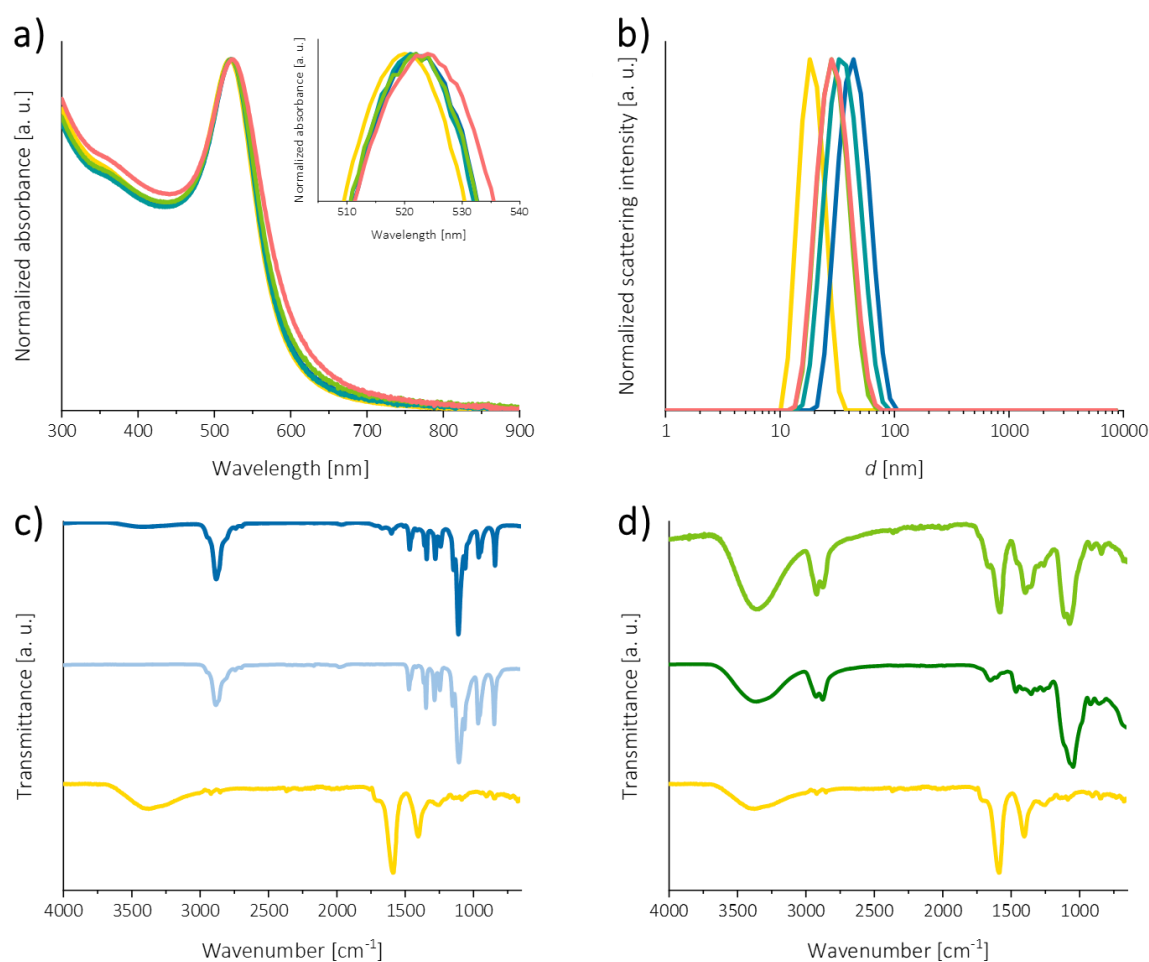 a)
Normalized absorbance [a. u.]
300 400 500 600 700 800 900
Wavelength [nm]
Normalized absorbance [a. u.]
510 520 530 540
Wavelength [nm]
b)
Normalized scattering intensity [a. u.]
1 10 100 1000 10000
d [nm]
c)
Transmittance [a. u.]
4000 3500 3000 2500 2000 1500 1000
Wavenumber [cm⁻¹]
d)
Transmittance [a. u.]
4000 3500 3000 2500 2000 1500 1000
Wavenumber [cm⁻¹]